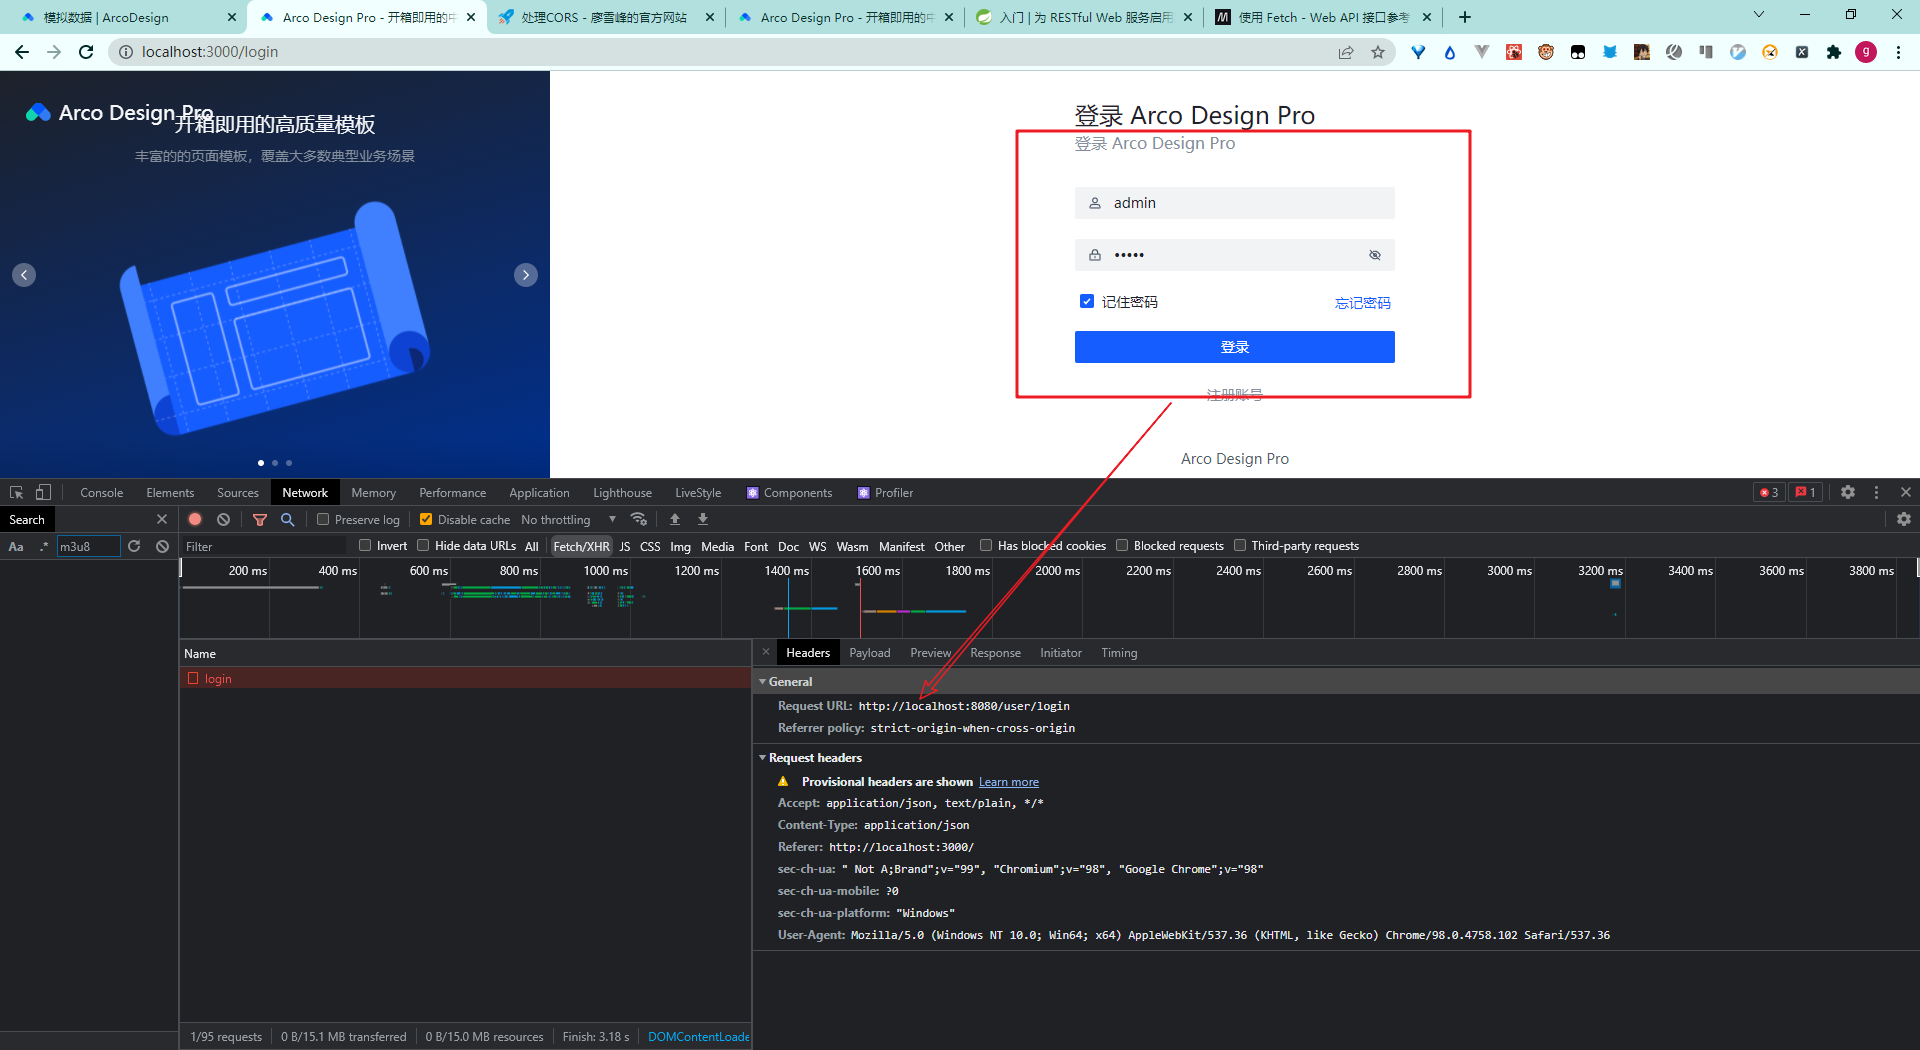 模拟数据 | ArcoDesign
Arco Design Pro - 开箱即用的中
处理CORS - 廖雪峰的官方网站
Arco Design Pro - 开箱即用的中
入门 | 为 RESTful Web 服务启用
使用 Fetch - Web API 接口参考
localhost:3000/login
g
Arco Design Pro
开箱即用的高质量模板
丰富的的页面模板，覆盖大多数典型业务场景
登录 Arco Design Pro
登录 Arco Design Pro
admin
•••••
记住密码
忘记密码
登录
注册账号
Arco Design Pro
Console Elements Sources Network Memory Performance Application Lighthouse LiveStyle Components Profiler 3 1
Search
Preserve log Disable cache No throttling
Aa .* m3u8
Filter Invert Hide data URLs All Fetch/XHR JS CSS Img Media Font Doc WS Wasm Manifest Other Has blocked cookies Blocked requests Third-party requests
200 ms 400 ms 600 ms 800 ms 1000 ms 1200 ms 1400 ms 1600 ms 1800 ms 2000 ms 2200 ms 2400 ms 2600 ms 2800 ms 3000 ms 3200 ms 3400 ms 3600 ms 3800 ms
Name
login
Headers Payload Preview Response Initiator Timing
General
Request URL: http://localhost:8080/user/login
Referrer policy: strict-origin-when-cross-origin
Request headers
Provisional headers are shown Learn more
Accept: application/json, text/plain, */*
Content-Type: application/json
Referer: http://localhost:3000/
sec-ch-ua: " Not A;Brand";v="99", "Chromium";v="98", "Google Chrome";v="98"
sec-ch-ua-mobile: ?0
sec-ch-ua-platform: "Windows"
User-Agent: Mozilla/5.0 (Windows NT 10.0; Win64; x64) AppleWebKit/537.36 (KHTML, like Gecko) Chrome/98.0.4758.102 Safari/537.36
1/95 requests 0 B/15.1 MB transferred 0 B/15.0 MB resources Finish: 3.18 s DOMContentLoade